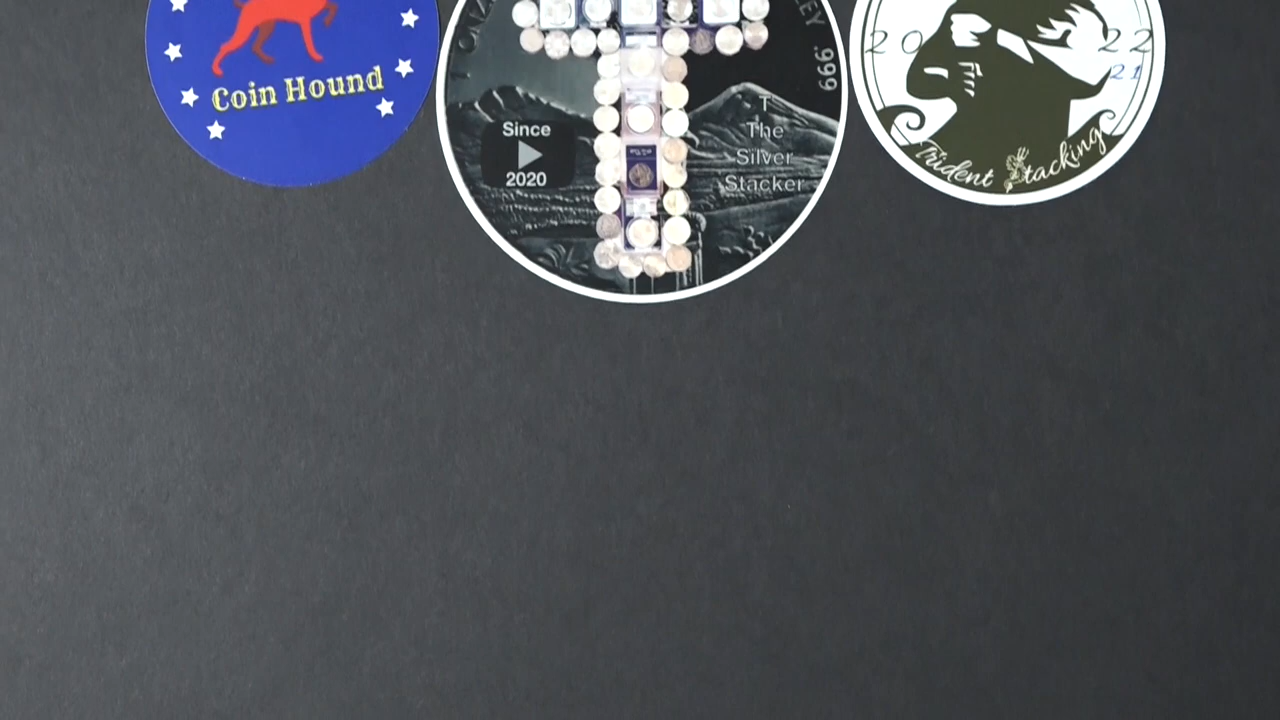 Coin Hound
Since
2020
.999
T
The
Silver
Stacker
20 22
21
Trident Stacking